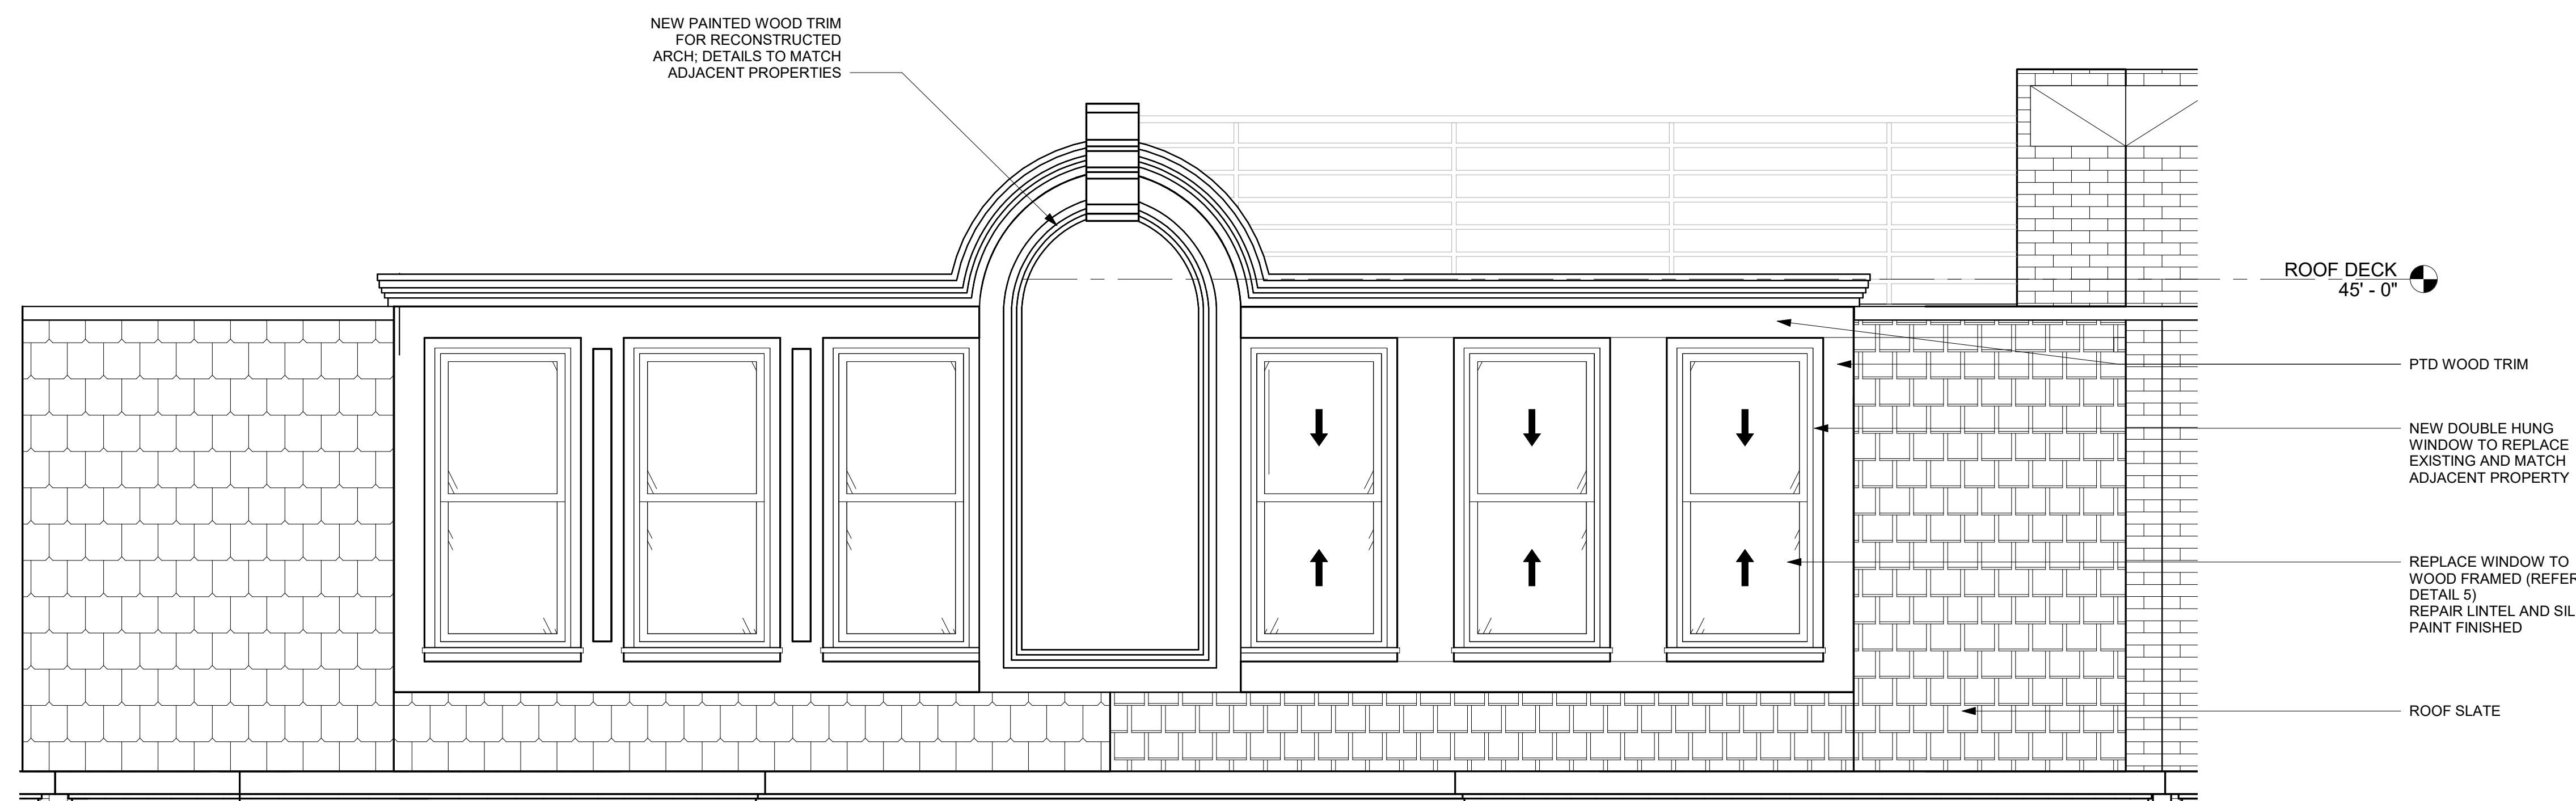 NEW PAINTED WOOD TRIM
FOR RECONSTRUCTED
ARCH; DETAILS TO MATCH
ADJACENT PROPERTIES
ROOF DECK
45' - 0"
PTD WOOD TRIM
NEW DOUBLE HUNG
WINDOW TO REPLACE
EXISTING AND MATCH
ADJACENT PROPERTY
REPLACE WINDOW TO
WOOD FRAMED (REFER
DETAIL 5)
REPAIR LINTEL AND SIL
PAINT FINISHED
ROOF SLATE